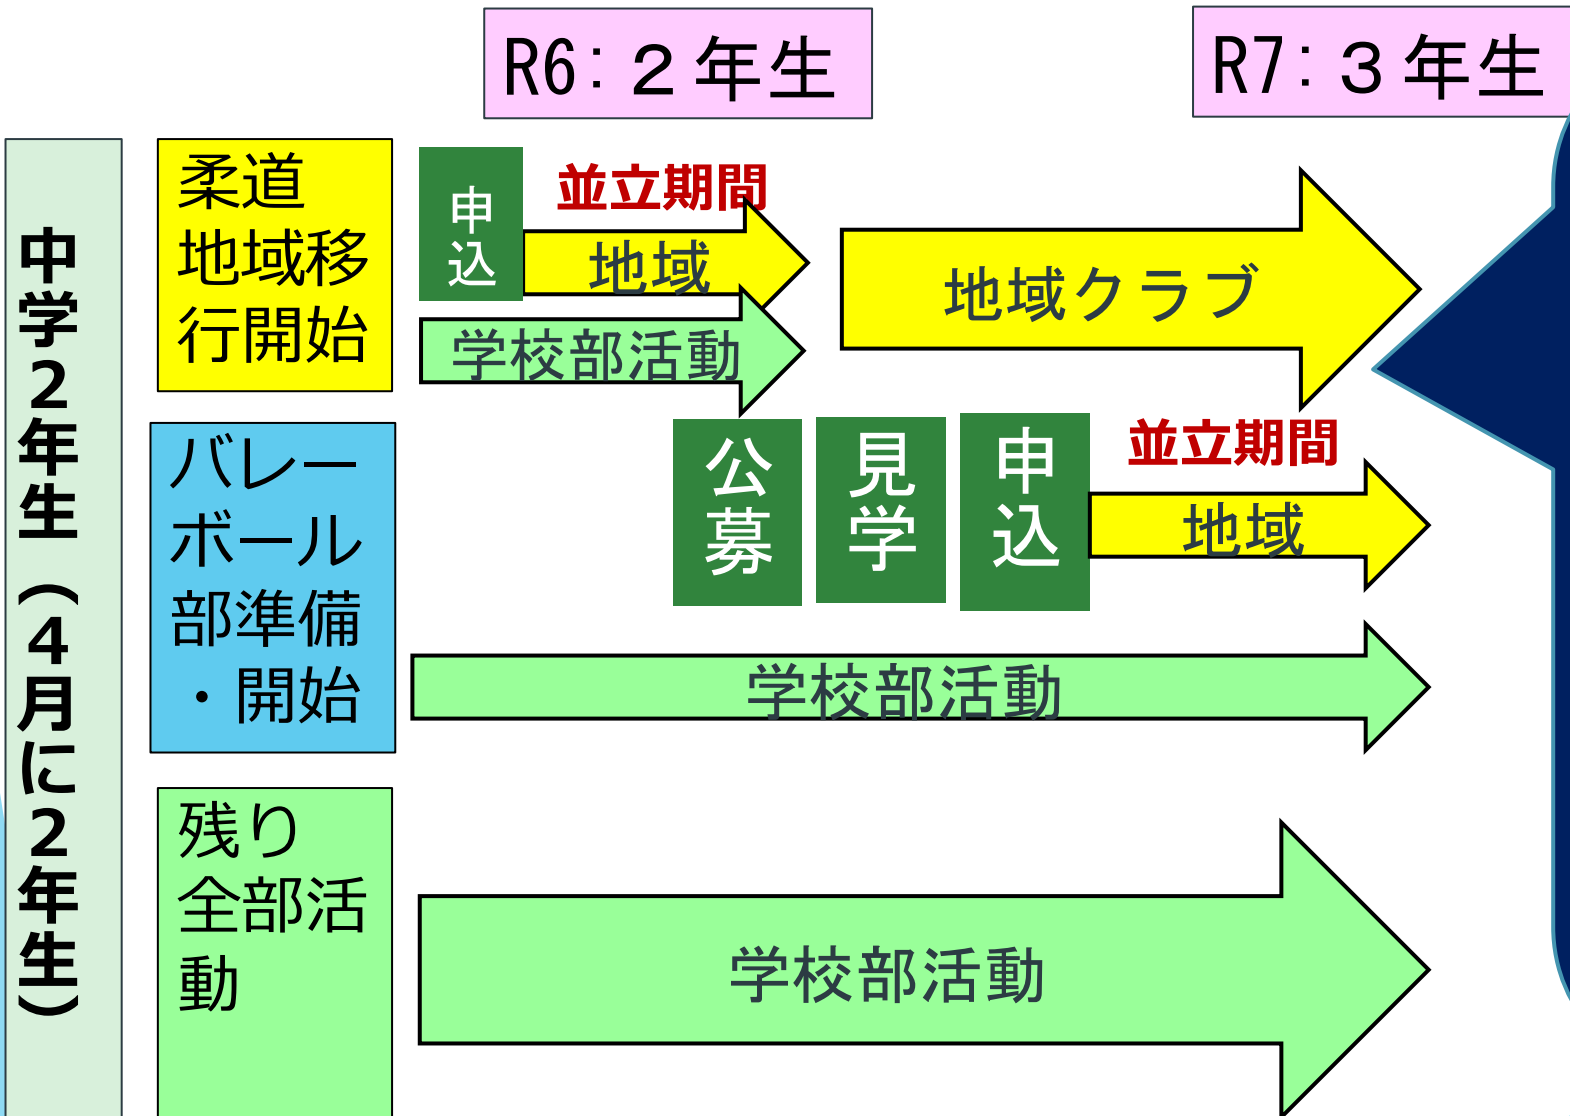 R6：２年生
R7：３年生
中学２年生（４月に２年生）
柔道
地域移
行開始
申込
並立期間
地域
学校部活動
地域クラブ
バレー
ボール
部準備
・開始
公募
見学
申込
並立期間
地域
学校部活動
残り
全部活
動
学校部活動